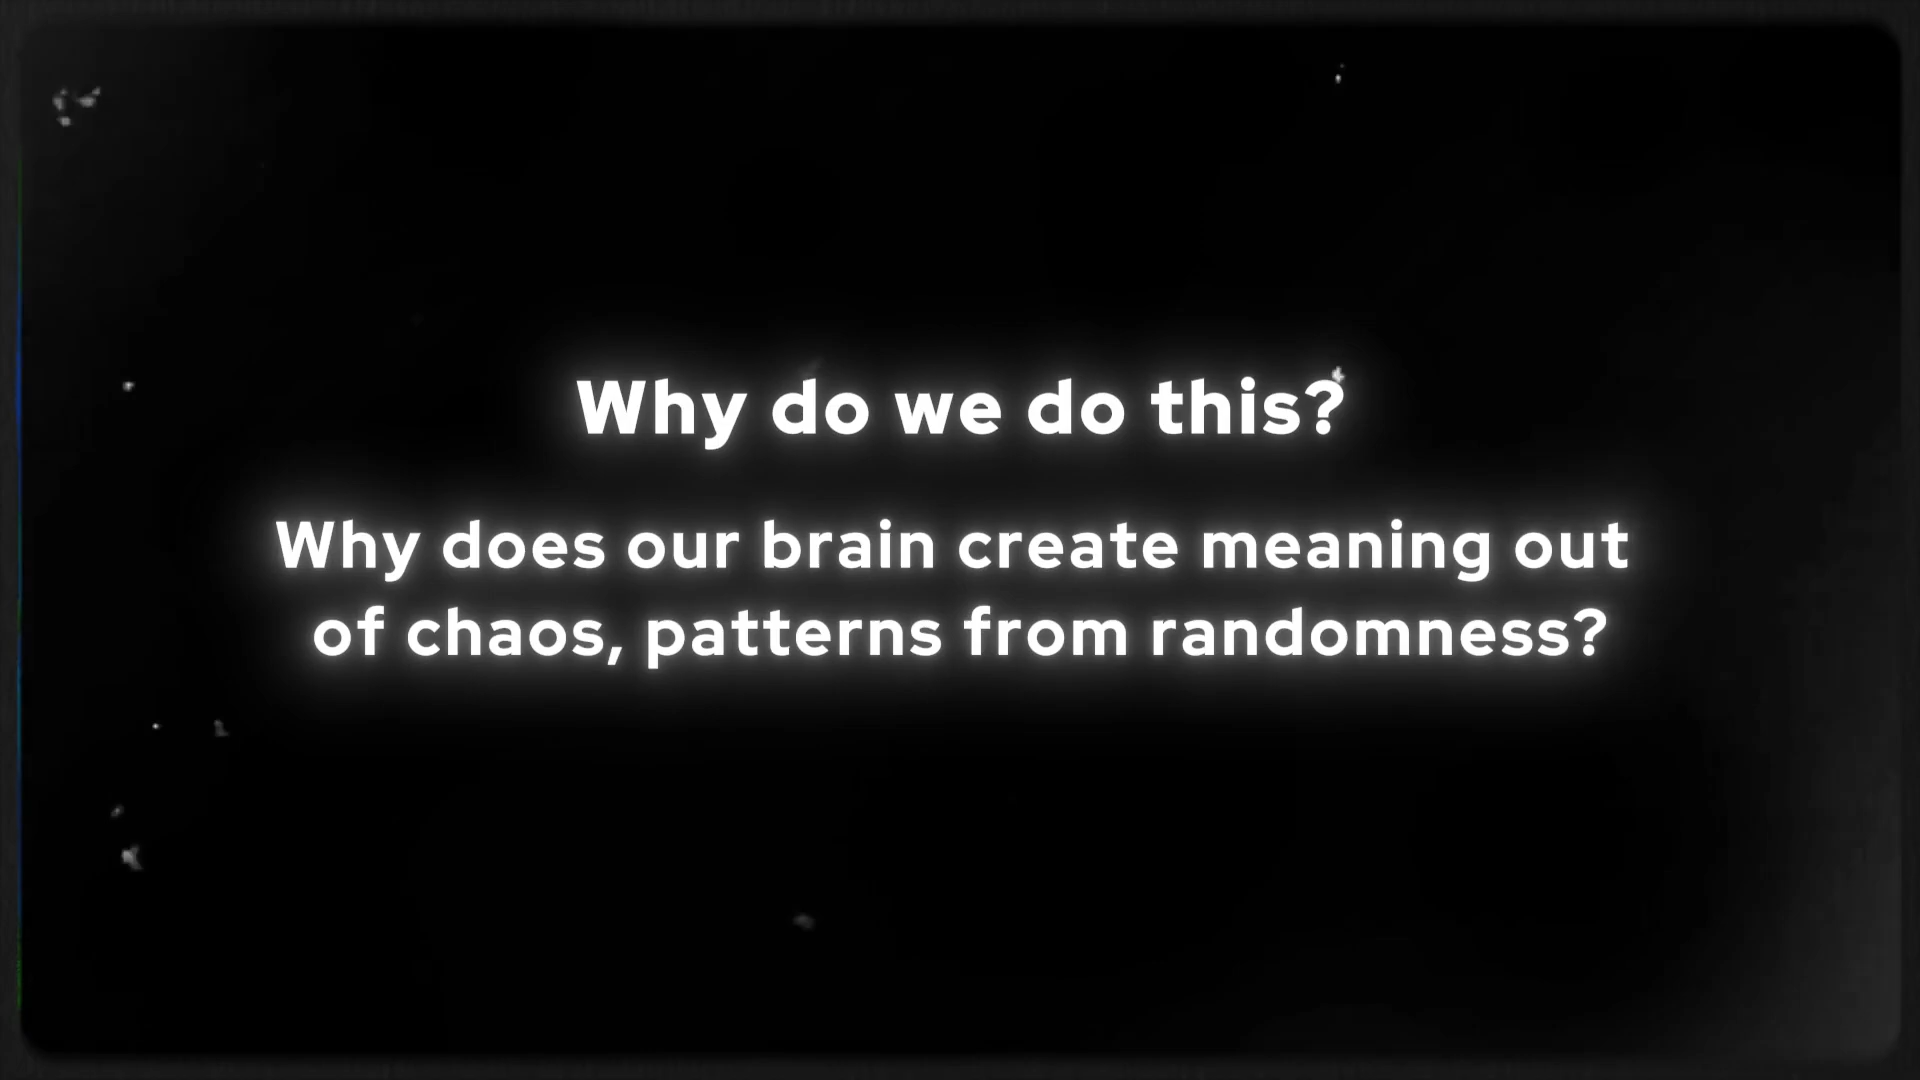 Why do we do this?
Why does our brain create meaning out
of chaos, patterns from randomness?